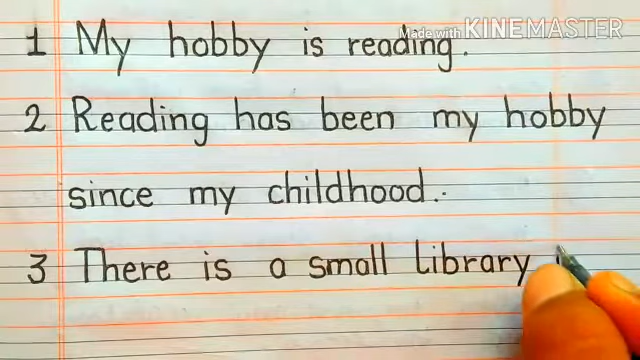 Made with KINEMASTER
1 My hobby is reading.
2 Reading has been my hobby
since my childhood..
3 There is a small library